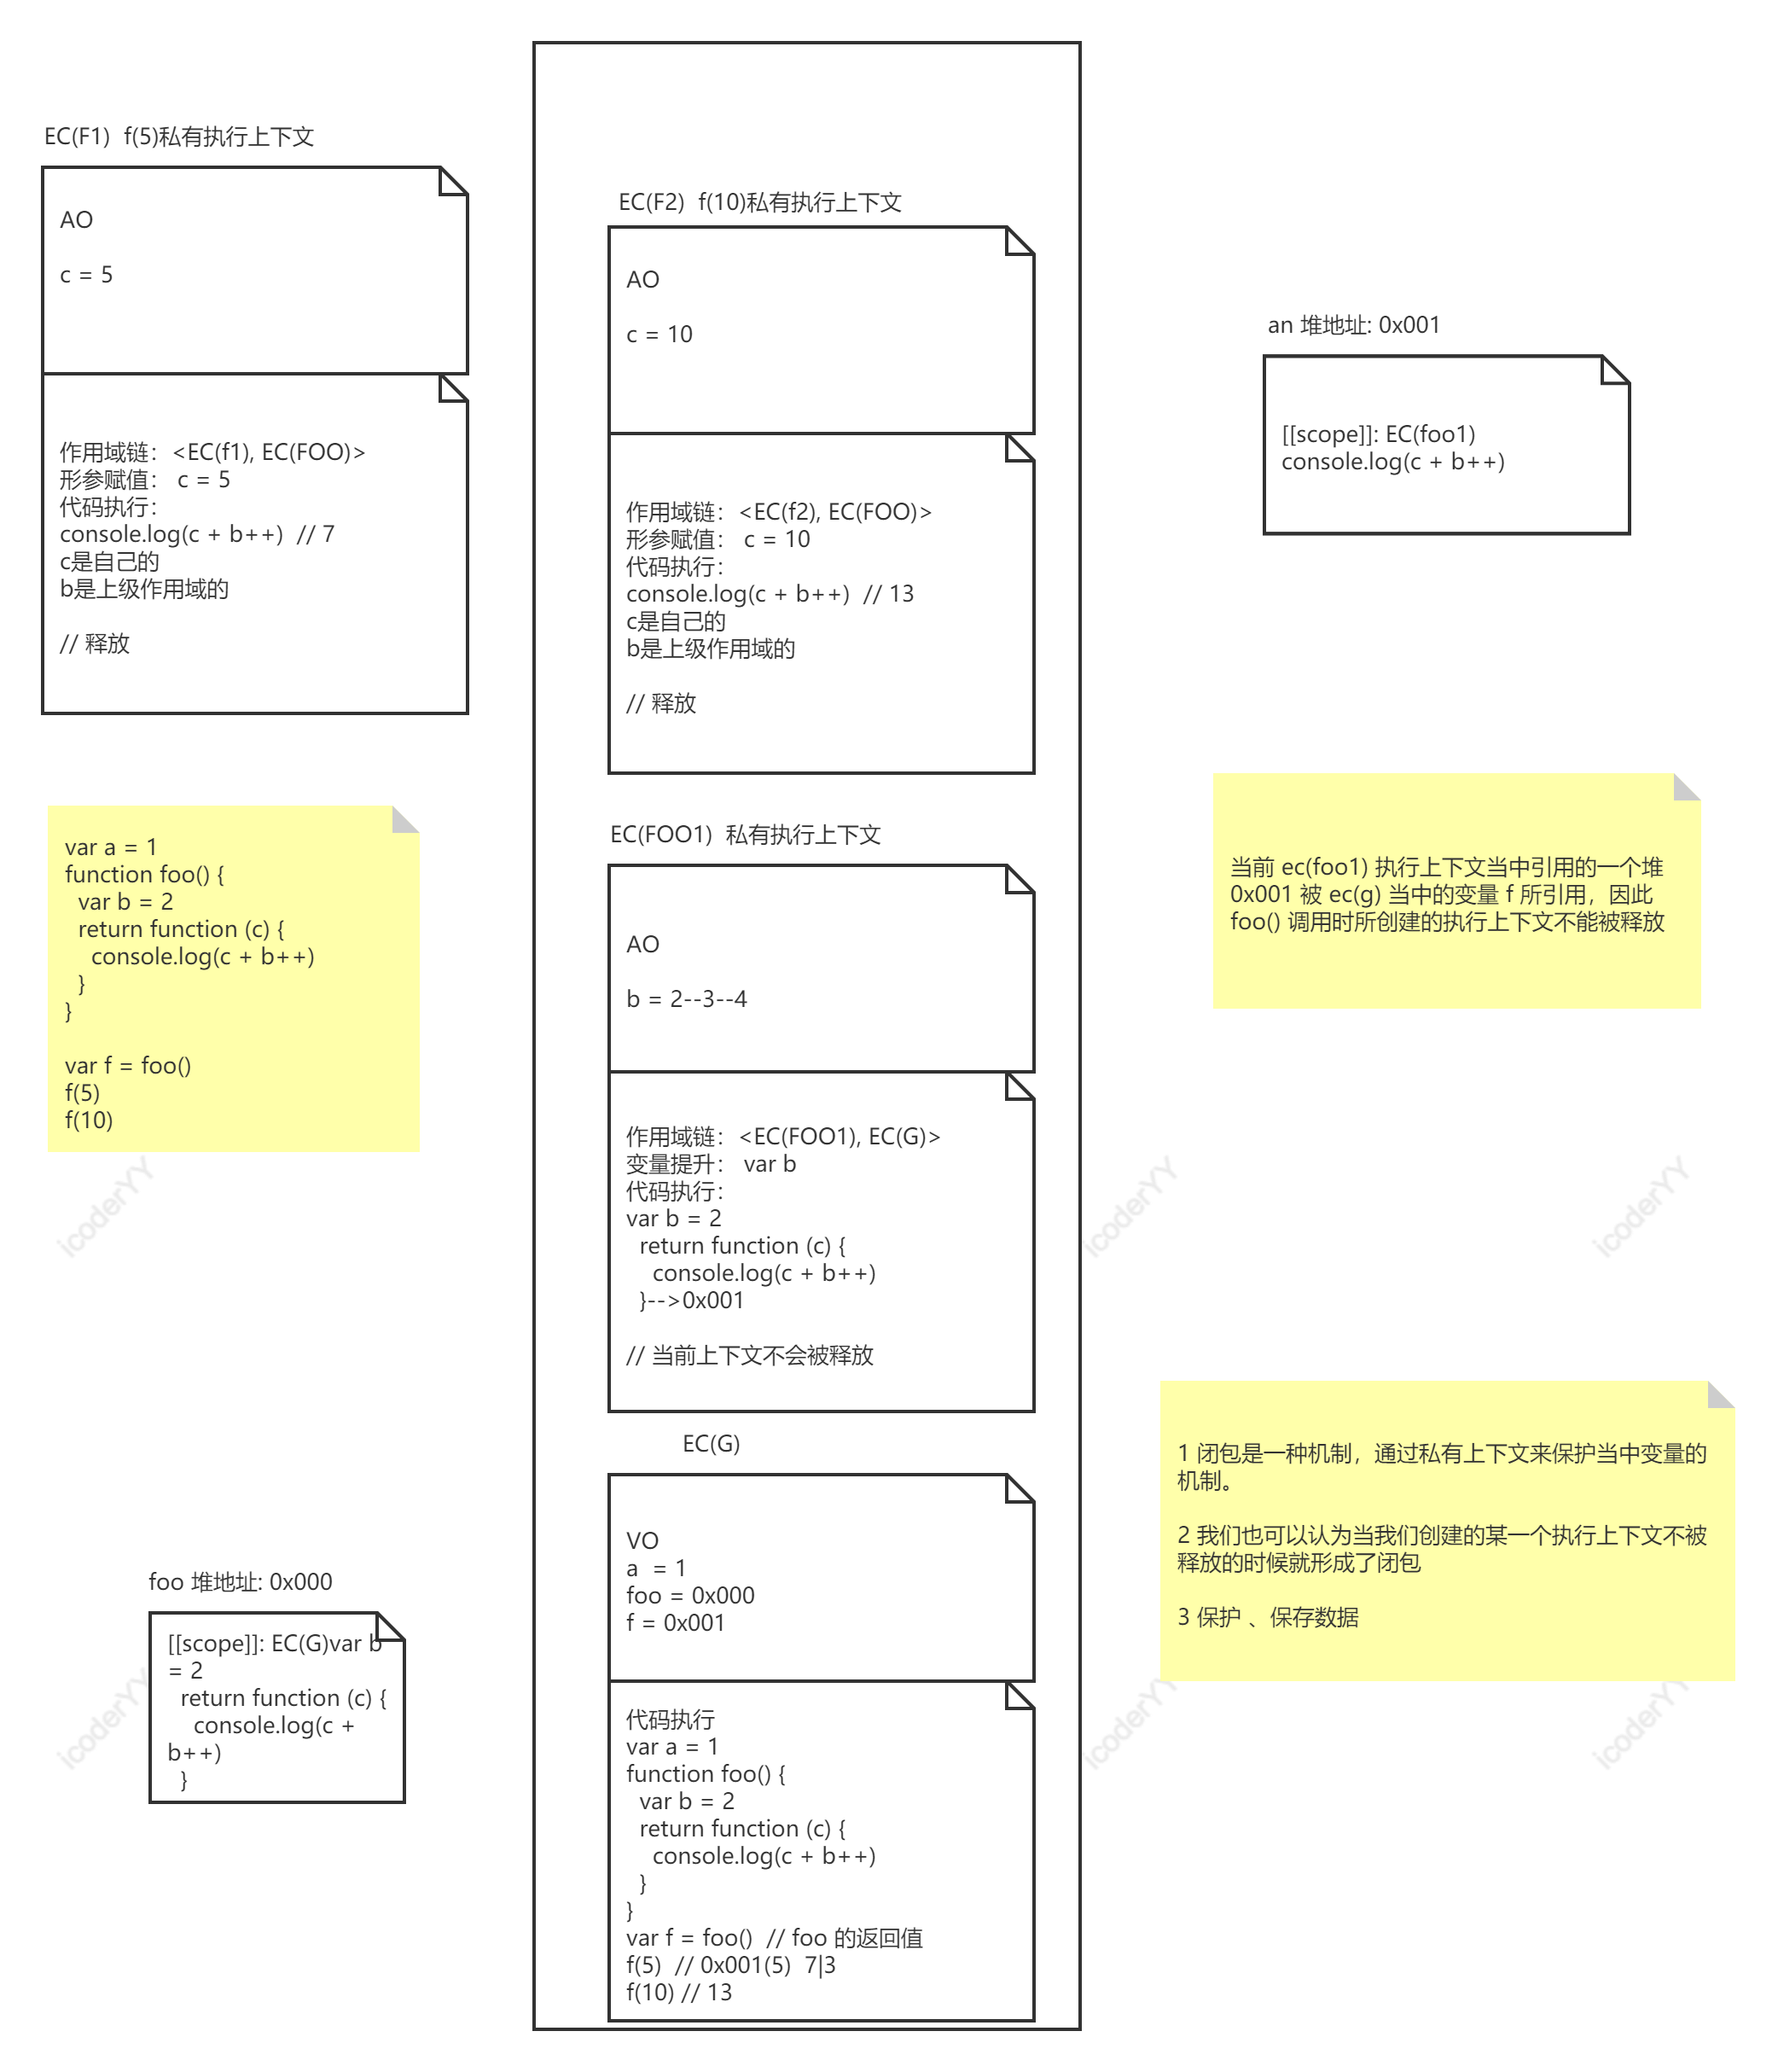 EC(F1)  f(5)私有执行上下文
AO
c = 5
作用域链：<EC(f1), EC(FOO)>
形参赋值： c = 5
代码执行：
console.log(c + b++)  // 7
c是自己的
b是上级作用域的
// 释放
var a = 1
function foo() {
  var b = 2
  return function (c) {
    console.log(c + b++)
  }
}
var f = foo()
f(5)
f(10)
foo 堆地址: 0x000
[[scope]]: EC(G)var b
= 2
  return function (c) {
    console.log(c +
b++)
  }
EC(F2)  f(10)私有执行上下文
AO
c = 10
作用域链：<EC(f2), EC(FOO)>
形参赋值： c = 10
代码执行：
console.log(c + b++)  // 13
c是自己的
b是上级作用域的
// 释放
EC(FOO1)  私有执行上下文
AO
b = 2--3--4
作用域链：<EC(FOO1), EC(G)>
变量提升： var b
代码执行：
var b = 2
  return function (c) {
    console.log(c + b++)
  }-->0x001
// 当前上下文不会被释放
EC(G)
VO
a  = 1
foo = 0x000
f = 0x001
代码执行
var a = 1
function foo() {
  var b = 2
  return function (c) {
    console.log(c + b++)
  }
}
var f = foo()  // foo 的返回值
f(5)  // 0x001(5)  7|3
f(10) // 13
an 堆地址: 0x001
[[scope]]: EC(foo1)
console.log(c + b++)
当前 ec(foo1) 执行上下文当中引用的一个堆
0x001 被 ec(g) 当中的变量 f 所引用，因此
foo() 调用时所创建的执行上下文不能被释放
1 闭包是一种机制，通过私有上下文来保护当中变量的
机制。
2 我们也可以认为当我们创建的某一个执行上下文不被
释放的时候就形成了闭包
3 保护 、保存数据
icoderYY
icoderYY
icoderYY
icoderYY
icoderYY
icoderYY